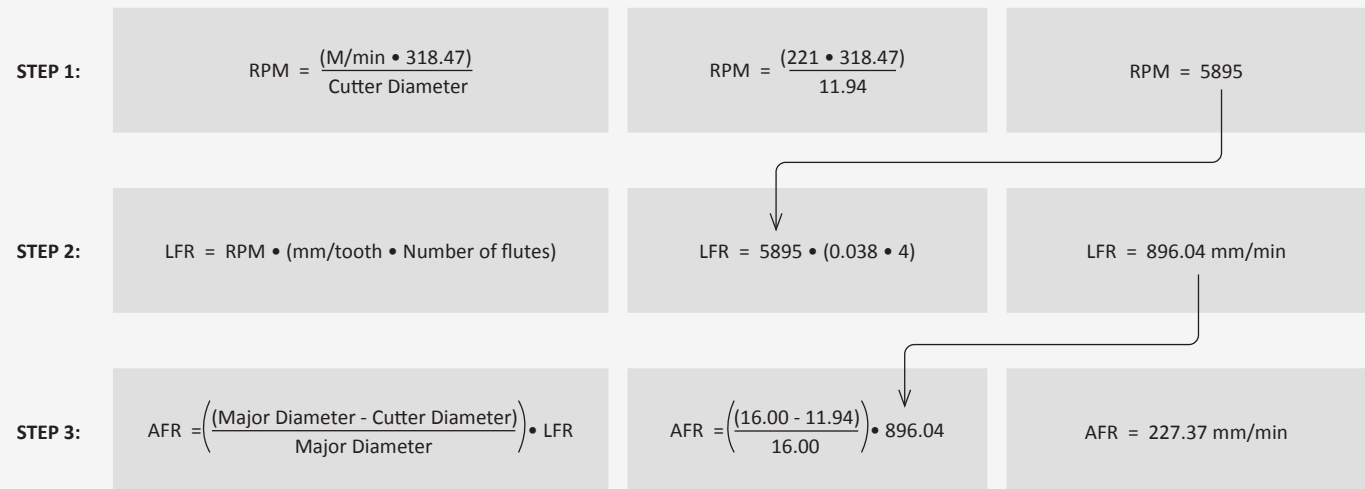 STEP 1:
RPM = (M/min • 318.47)
Cutter Diameter
RPM = (221 • 318.47)
11.94
RPM = 5895
STEP 2:
LFR = RPM • (mm/tooth • Number of flutes)
LFR = 5895 • (0.038 • 4)
LFR = 896.04 mm/min
STEP 3:
AFR = ((Major Diameter - Cutter Diameter)) • LFR
Major Diameter
AFR = ((16.00 - 11.94)) • 896.04
16.00
AFR = 227.37 mm/min